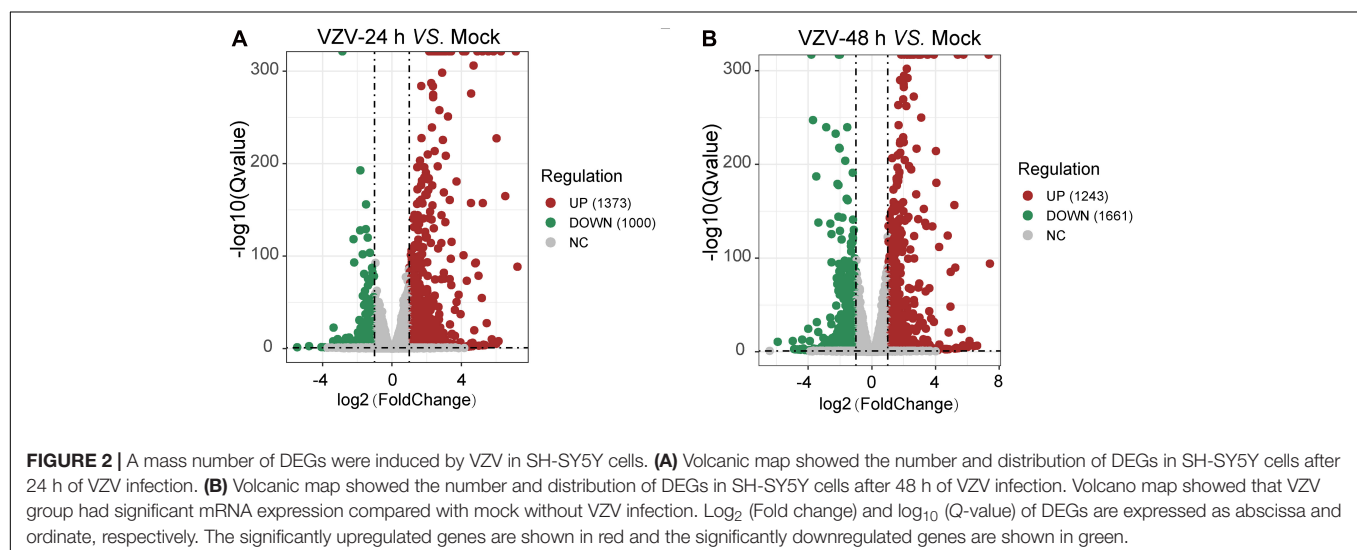 A
VZV-24 h VS. Mock
300
200
100
0
-log10(Qvalue)
-4
0
4
log2 (FoldChange)
Regulation
UP (1373)
DOWN (1000)
NC
B
VZV-48 h VS. Mock
300
200
100
0
-log10(Qvalue)
-4
0
4
8
log2 (FoldChange)
Regulation
UP (1243)
DOWN (1661)
NC
FIGURE 2 | A mass number of DEGs were induced by VZV in SH-SY5Y cells. (A) Volcanic map showed the number and distribution of DEGs in SH-SY5Y cells after
24 h of VZV infection. (B) Volcanic map showed the number and distribution of DEGs in SH-SY5Y cells after 48 h of VZV infection. Volcano map showed that VZV
group had significant mRNA expression compared with mock without VZV infection. Log2 (Fold change) and log10 (Q-value) of DEGs are expressed as abscissa and
ordinate, respectively. The significantly upregulated genes are shown in red and the significantly downregulated genes are shown in green.